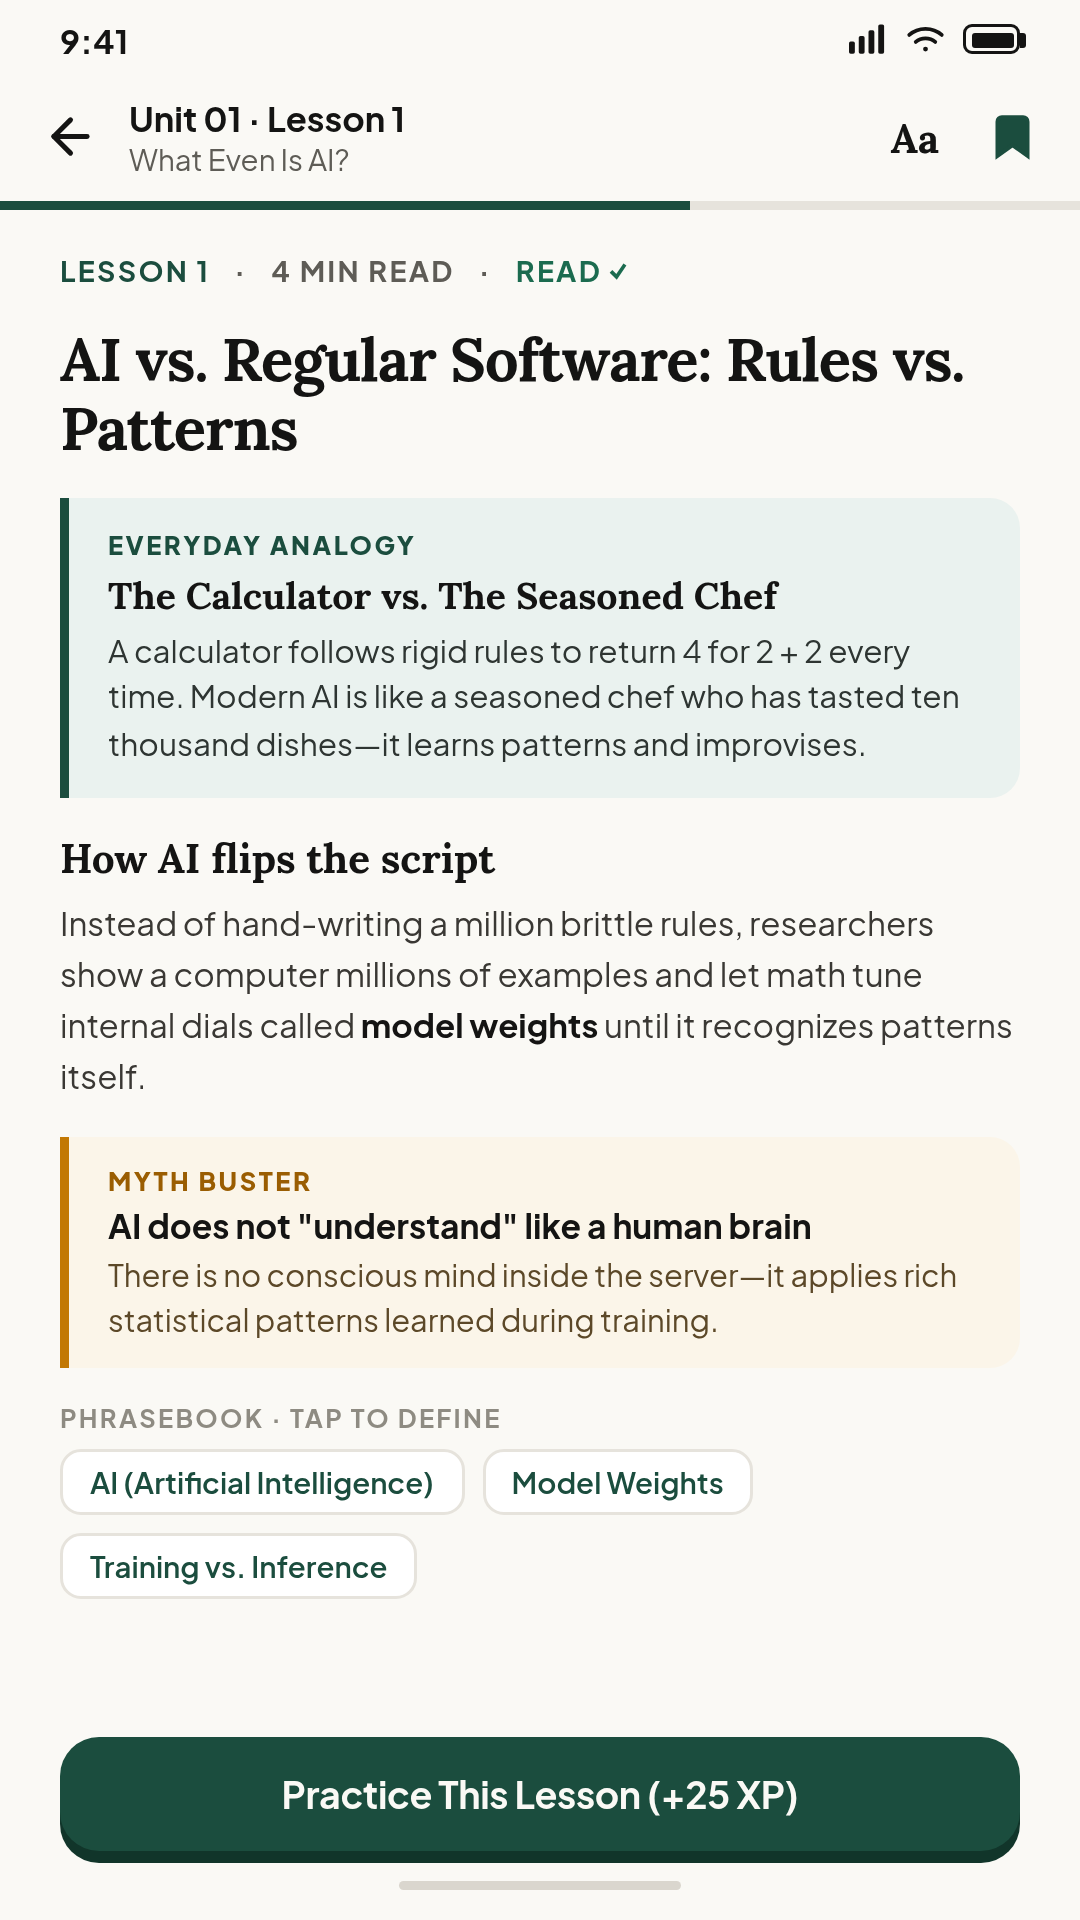 9:41
Unit 01 · Lesson 1
What Even Is AI?
Aa
LESSON 1 · 4 MIN READ · READ ✓
AI vs. Regular Software: Rules vs.
Patterns
EVERYDAY ANALOGY
The Calculator vs. The Seasoned Chef
A calculator follows rigid rules to return 4 for 2 + 2 every
time. Modern AI is like a seasoned chef who has tasted ten
thousand dishes—it learns patterns and improvises.
How AI flips the script
Instead of hand-writing a million brittle rules, researchers
show a computer millions of examples and let math tune
internal dials called model weights until it recognizes patterns
itself.
MYTH BUSTER
AI does not "understand" like a human brain
There is no conscious mind inside the server—it applies rich
statistical patterns learned during training.
PHRASEBOOK · TAP TO DEFINE
AI (Artificial Intelligence)
Model Weights
Training vs. Inference
Practice This Lesson (+25 XP)